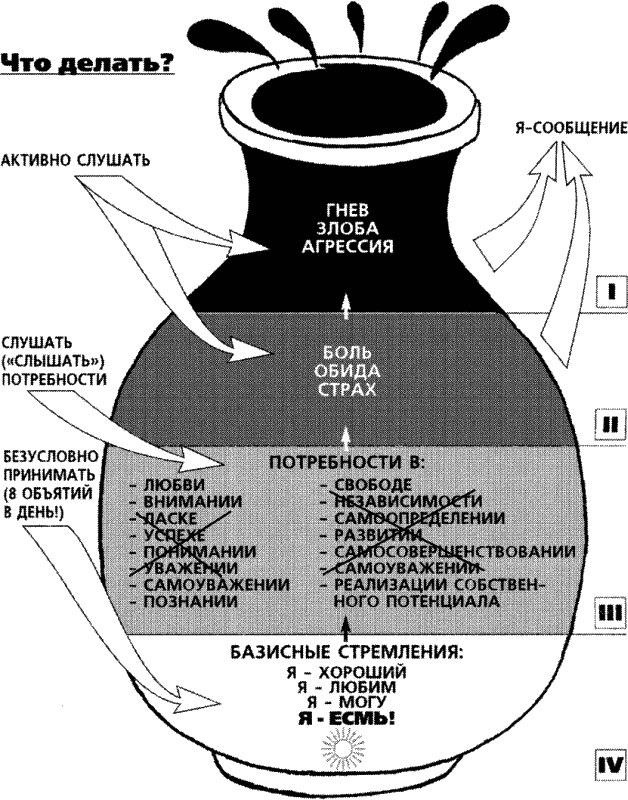 Что делать?
Я-СООБЩЕНИЕ
АКТИВНО СЛУШАТЬ
ГНЕВ
ЗЛОБА
АГРЕССИЯ
I
СЛУШАТЬ
(«СЛЫШАТЬ»)
ПОТРЕБНОСТИ
БОЛЬ
ОБИДА
СТРАХ
II
БЕЗУСЛОВНО
ПРИНИМАТЬ
(8 ОБЪЯТИЙ
В ДЕНЬ!)
ПОТРЕБНОСТИ В:
– ЛЮБВИ
– ВНИМАНИИ
– ЛАСКЕ
– УСПЕХЕ
– ПОНИМАНИИ
– УВАЖЕНИИ
– САМОУВАЖЕНИИ
– ПОЗНАНИИ
– СВОБОДЕ
– НЕЗАВИСИМОСТИ
– САМООПРЕДЕЛЕНИИ
– РАЗВИТИИ
– САМОСОВЕРШЕНСТВОВАНИИ
– САМОУВАЖЕНИИ
– РЕАЛИЗАЦИИ СОБСТВЕН-
НОГО ПОТЕНЦИАЛА
III
БАЗИСНЫЕ СТРЕМЛЕНИЯ:
Я – ХОРОШИЙ
Я – ЛЮБИМ
Я – МОГУ
Я - ЕСМЬ!
IV